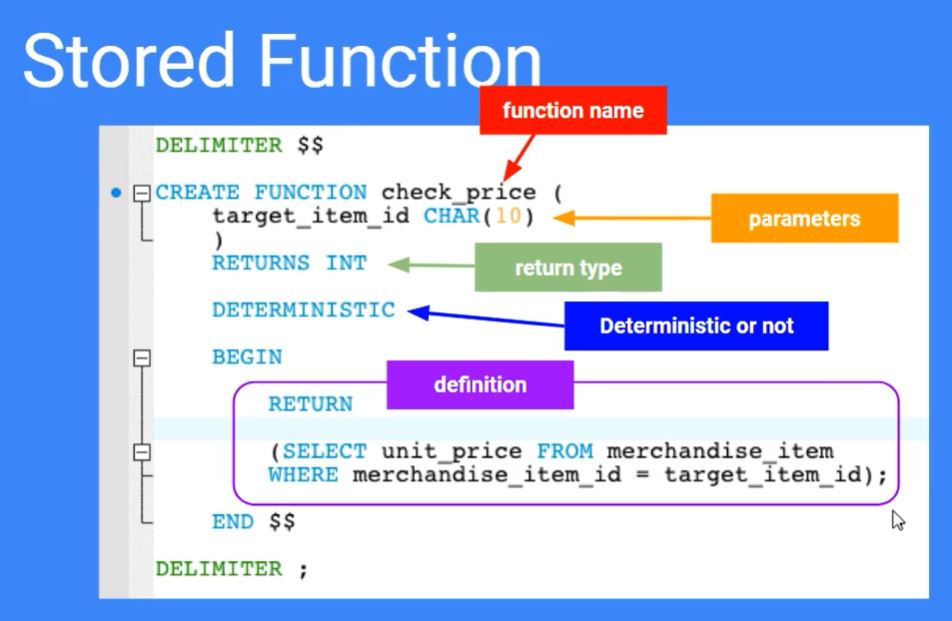 Stored Function
function name
DELIMITER $$
CREATE FUNCTION check_price (
target_item_id CHAR(10)
parameters
)
RETURNS INT
return type
DETERMINISTIC
Deterministic or not
BEGIN
definition
RETURN
(SELECT unit_price FROM merchandise_item
WHERE merchandise_item_id = target_item_id);
END $$
DELIMITER ;